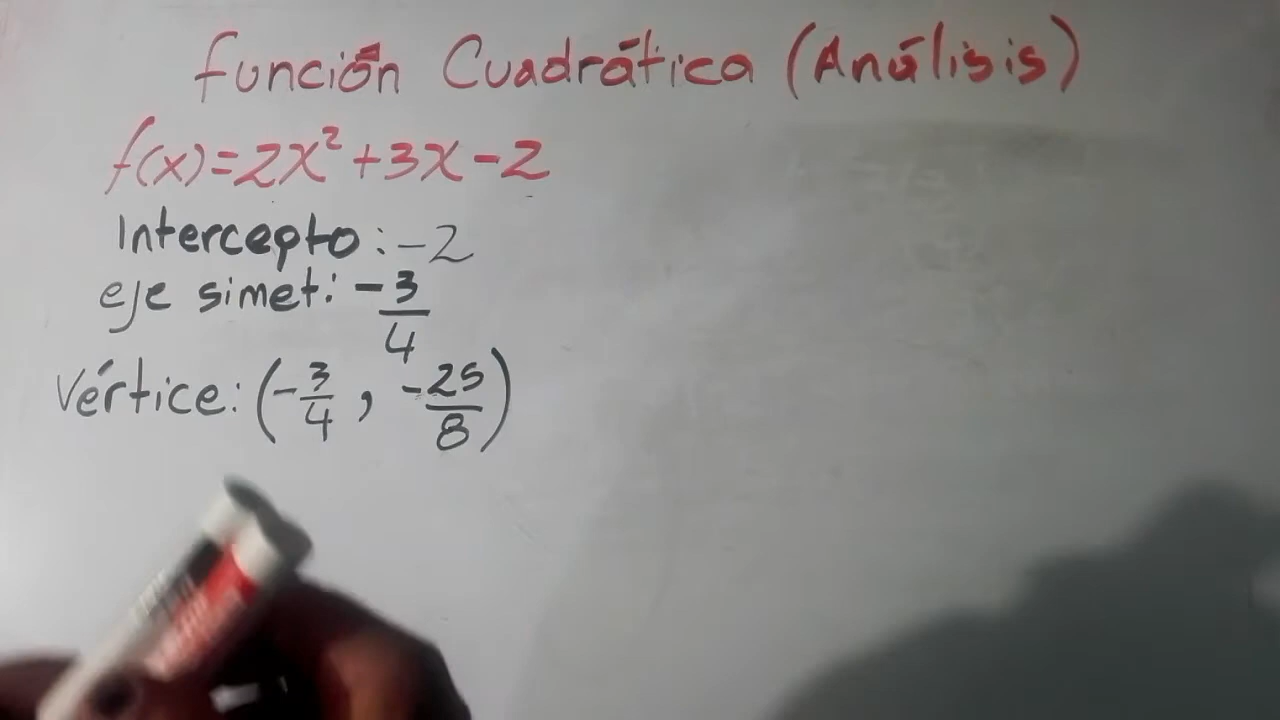 función Cuadrática (Análisis)
f(x)=2x²+3x-2
Intercepto: -2
eje simet: -3/4
Vértice: (-3/4, -25/8)